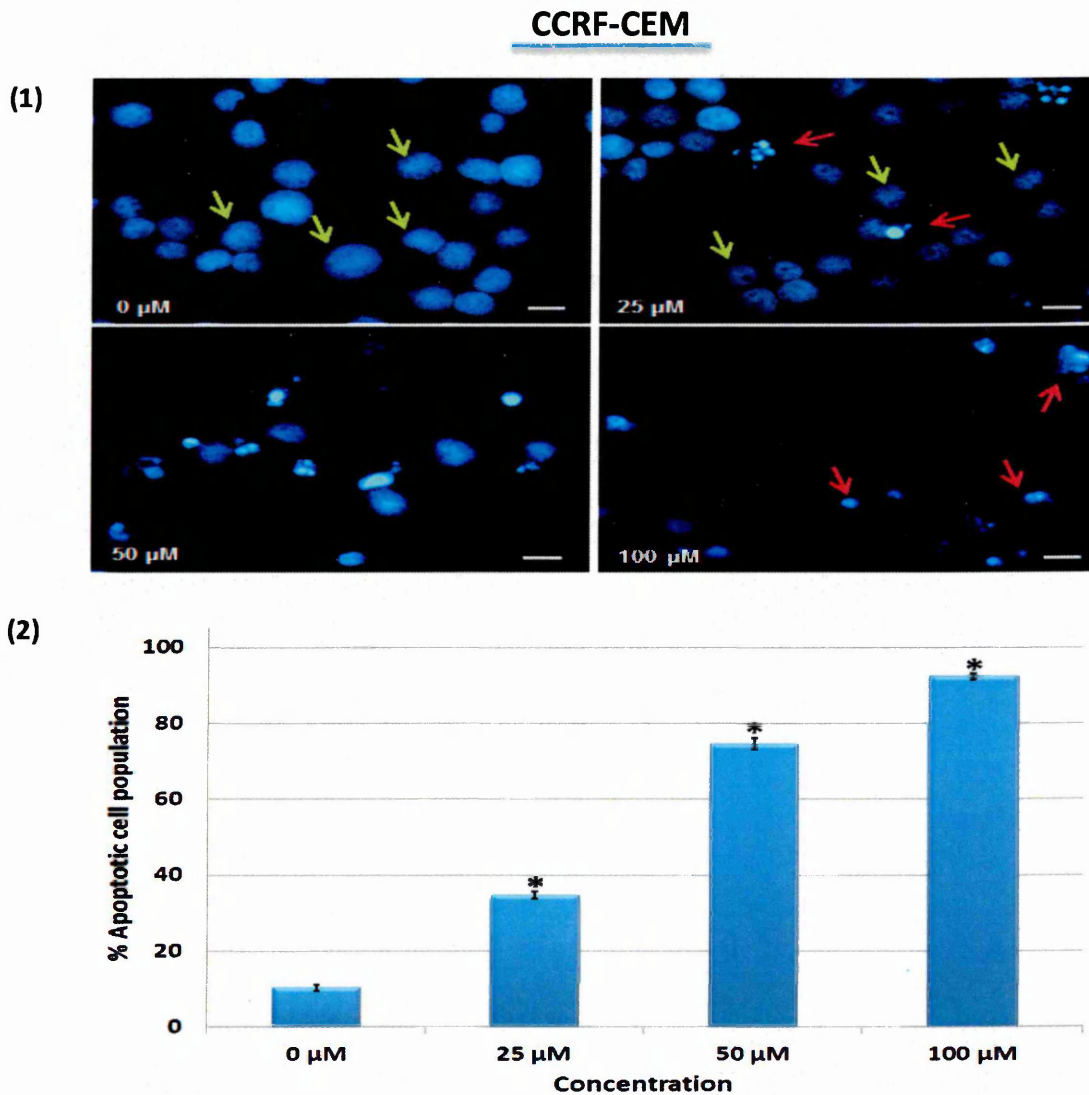 CCRF-CEM
(1)
0 µM
25 µM
50 µM
100 µM
(2)
% Apoptotic cell population
100
80
60
40
20
0
*
*
*
0 µM
25 µM
50 µM
100 µM
Concentration